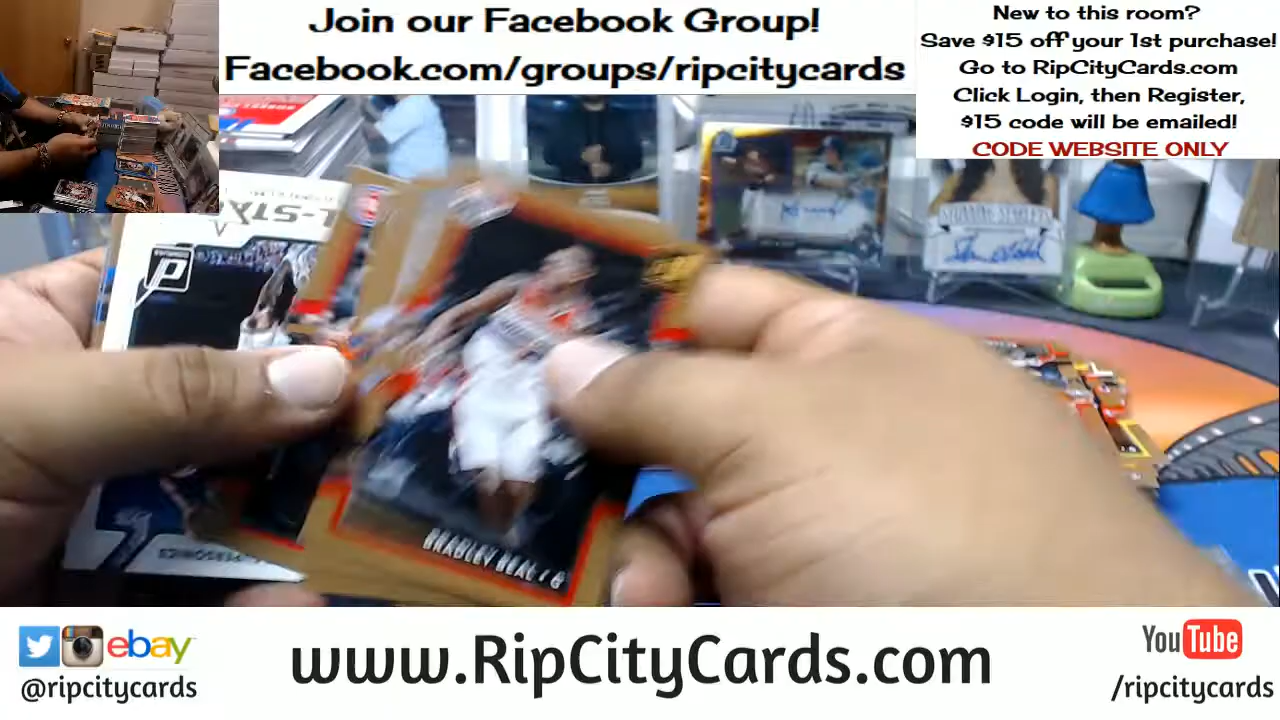 Join our Facebook Group!
Facebook.com/groups/ripcitycards
New to this room?
Save $15 off your 1st purchase!
Go to RipCityCards.com
Click Login, then Register,
$15 code will be emailed!
CODE WEBSITE ONLY
BRADLEY BEAL / G
ebay
@ripcitycards
www.RipCityCards.com
YouTube
/ripcitycards